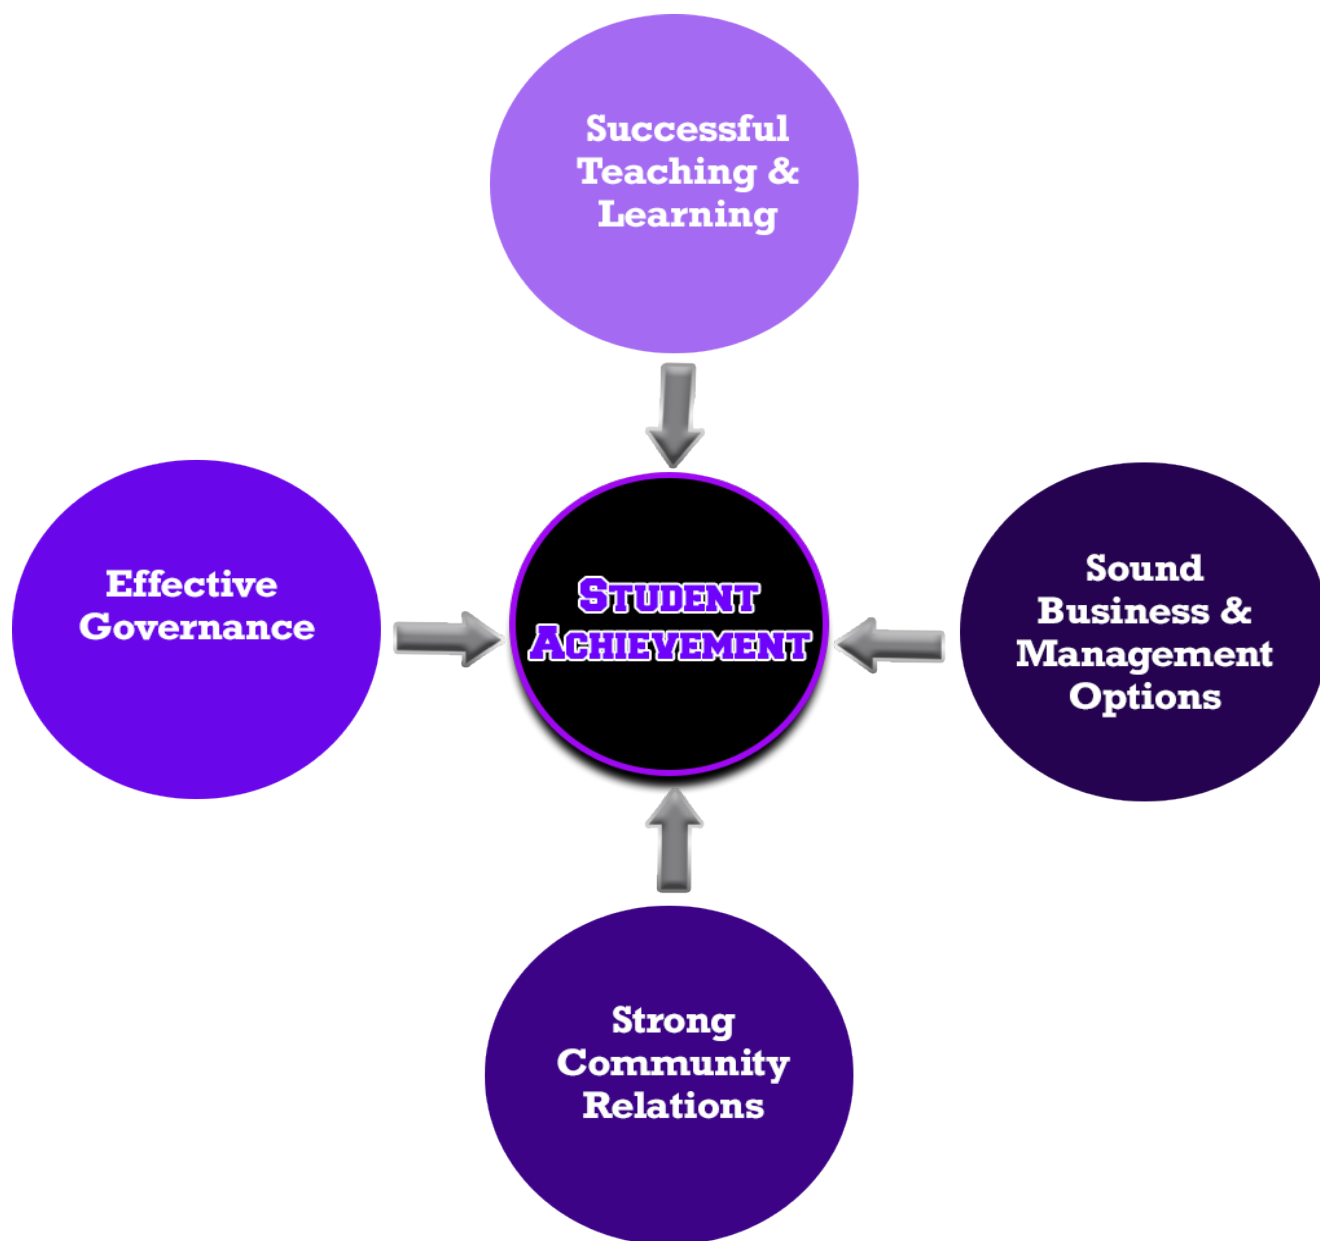 Successful
Teaching &
Learning
Effective
Governance
STUDENT
ACHIEVEMENT
Sound
Business &
Management
Options
Strong
Community
Relations